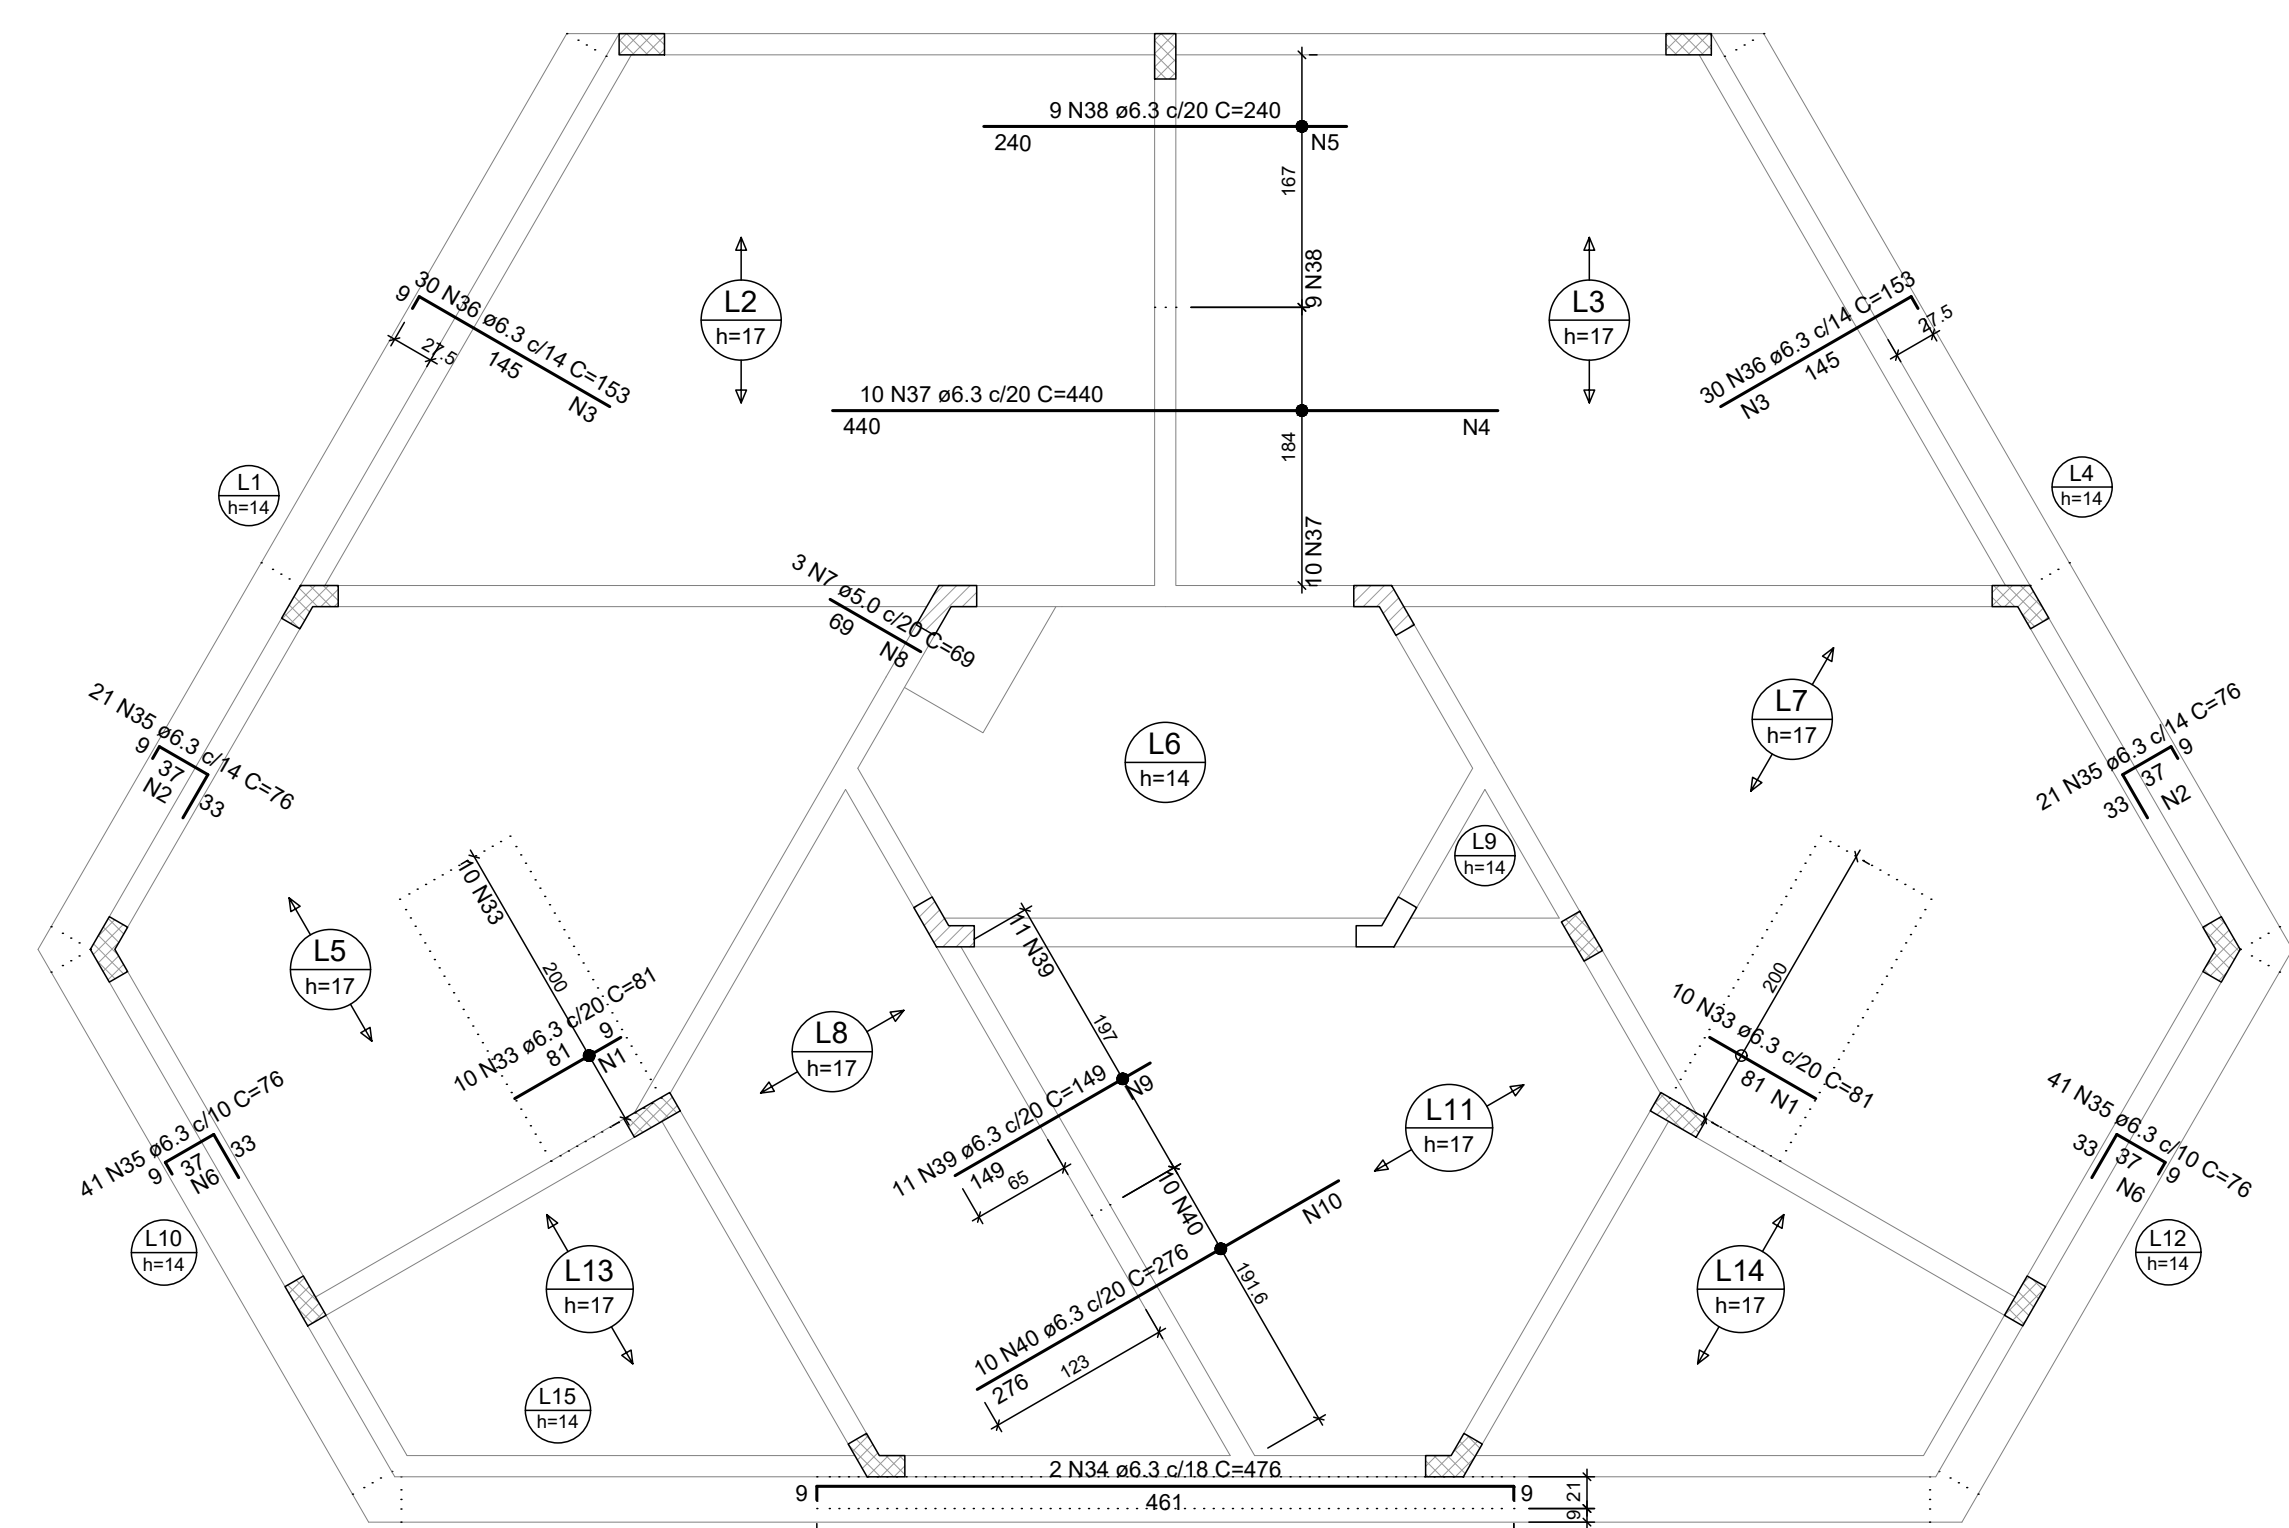 9 N38 ø6.3 c/20 C=240
240
N5
167
9 N38
30 N36 ø6.3 c/14 C=153
9
27.5
145
N3
L2
h=17
L3
h=17
30 N36 ø6.3 c/14 C=153
27.5
145
N3
10 N37 ø6.3 c/20 C=440
440
N4
184
10 N37
L1
h=14
L4
h=14
3 N7 ø5.0 c/20 C=69
69
N8
21 N35 ø6.3 c/14 C=76
9
37
N2
33
L6
h=14
L7
h=17
21 N35 ø6.3 c/14 C=76
9
37
N2
33
L9
h=14
10 N33
200
L5
h=17
10 N33 ø6.3 c/20 C=81
9
81
N1
L8
h=17
11 N39
197
11 N39 ø6.3 c/20 C=149
149
N9
65
L11
h=17
200
10 N33 ø6.3 c/20 C=81
81
N1
41 N35 ø6.3 c/10 C=76
9
37
33
N6
41 N35 ø6.3 c/10 C=76
33
37
9
N6
L10
h=14
L12
h=14
L13
h=17
10 N40
10 N40 ø6.3 c/20 C=276
276
N10
123
191.6
L14
h=17
L15
h=14
2 N34 ø6.3 c/18 C=476
9
461
9
21
9